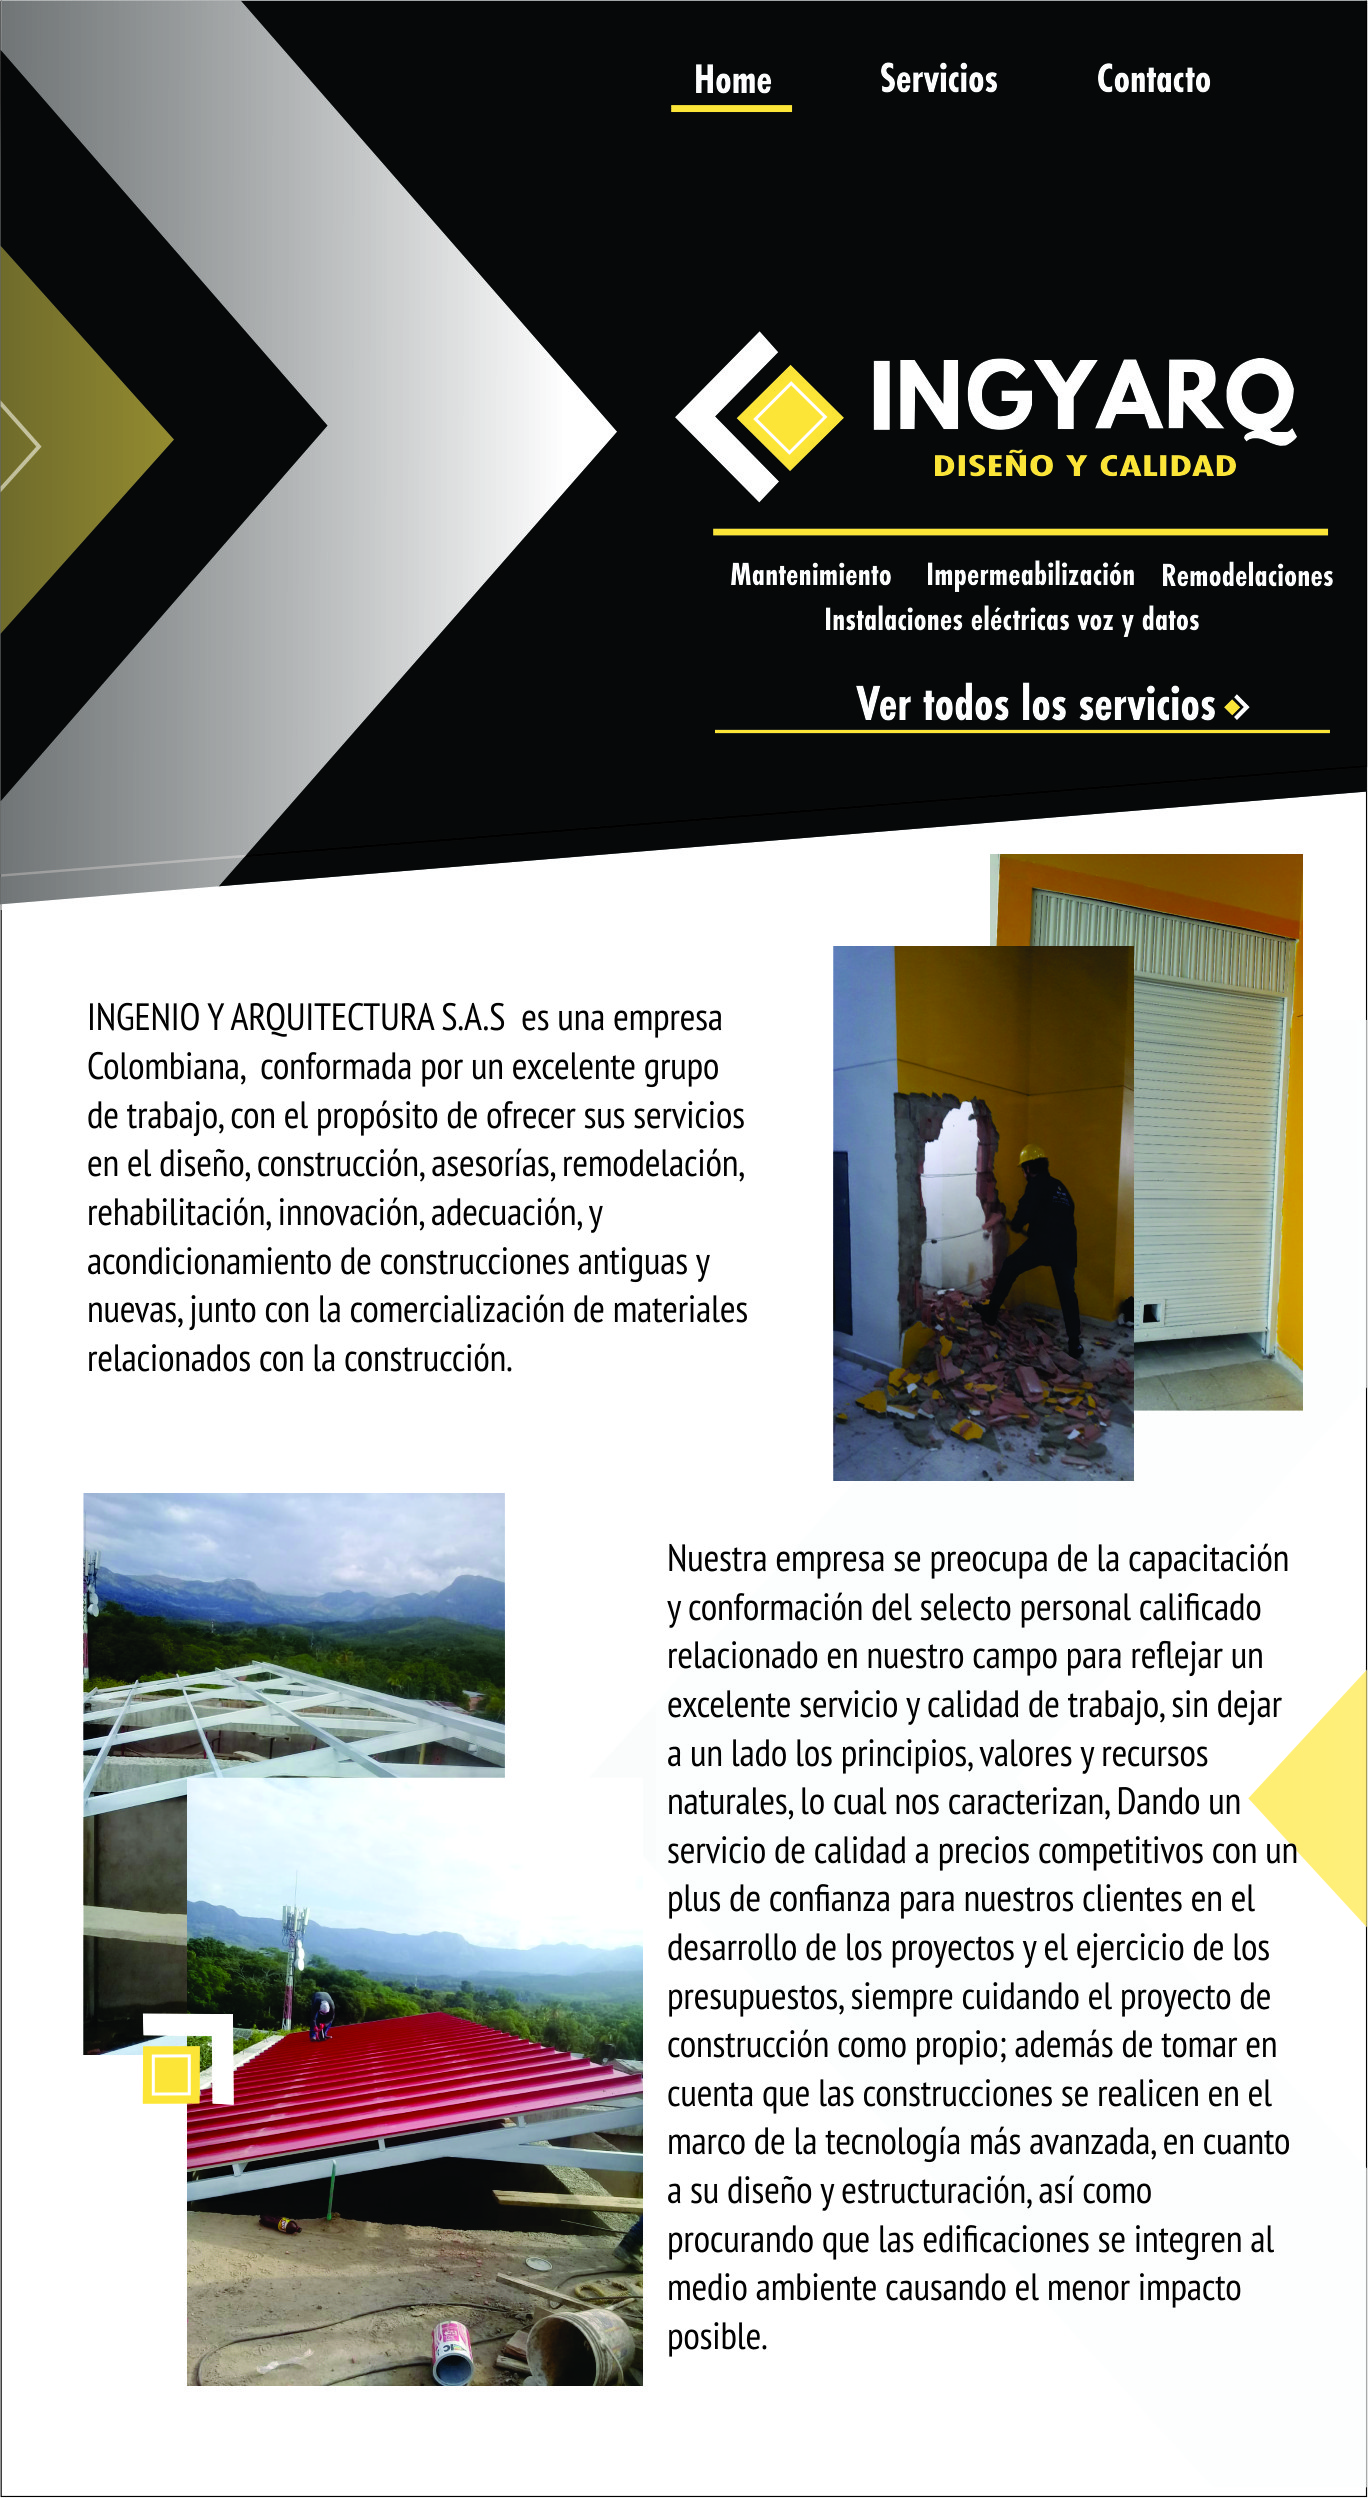 Home Servicios Contacto
INGYARQ
DISEÑO Y CALIDAD
Mantenimiento Impermeabilización Remodelaciones
Instalaciones eléctricas voz y datos
Ver todos los servicios
INGENIO Y ARQUITECTURA S.A.S es una empresa
Colombiana, conformada por un excelente grupo
de trabajo, con el propósito de ofrecer sus servicios
en el diseño, construcción, asesorías, remodelación,
rehabilitación, innovación, adecuación, y
acondicionamiento de construcciones antiguas y
nuevas, junto con la comercialización de materiales
relacionados con la construcción.
Nuestra empresa se preocupa de la capacitación
y conformación del selecto personal calificado
relacionado en nuestro campo para reflejar un
excelente servicio y calidad de trabajo, sin dejar
a un lado los principios, valores y recursos
naturales, lo cual nos caracterizan, Dando un
servicio de calidad a precios competitivos con un
plus de confianza para nuestros clientes en el
desarrollo de los proyectos y el ejercicio de los
presupuestos, siempre cuidando el proyecto de
construcción como propio; además de tomar en
cuenta que las construcciones se realicen en el
marco de la tecnología más avanzada, en cuanto
a su diseño y estructuración, así como
procurando que las edificaciones se integren al
medio ambiente causando el menor impacto
posible.